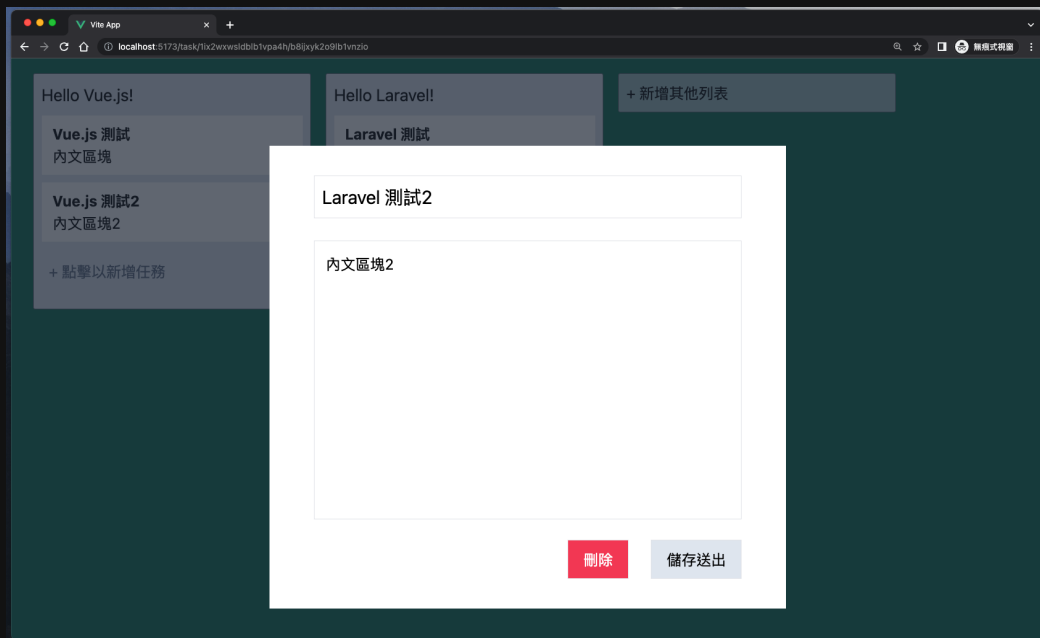 Vite App
localhost:5173/task/1ix2wxwsldblb1vpa4h/b8ijxyk2o9lb1vnzio
無痕式視窗
Hello Vue.js!
Vue.js 測試
內文區塊
Vue.js 測試2
內文區塊2
+ 點擊以新增任務
Hello Laravel!
Laravel 測試
+ 新增其他列表
Laravel 測試2
內文區塊2
刪除
儲存送出